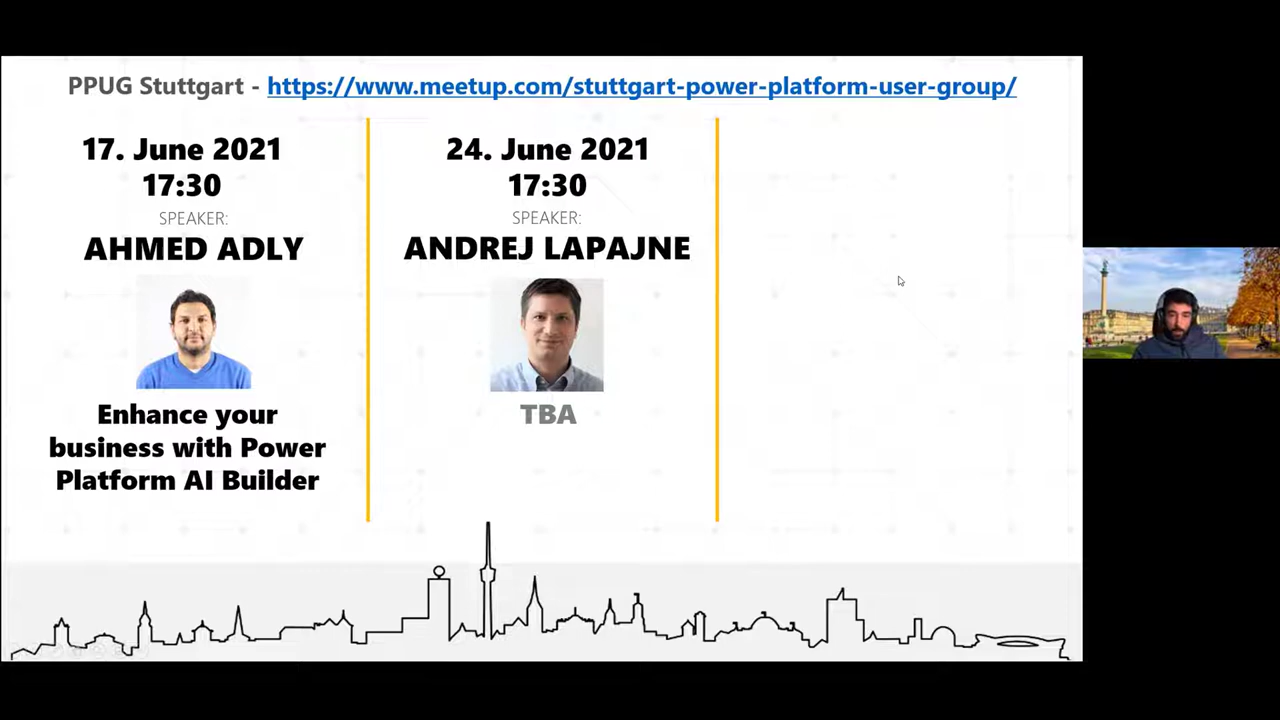 PPUG Stuttgart - https://www.meetup.com/stuttgart-power-platform-user-group/
17. June 2021
17:30
SPEAKER:
AHMED ADLY
Enhance your
business with Power
Platform AI Builder
24. June 2021
17:30
SPEAKER:
ANDREJ LAPAJNE
TBA